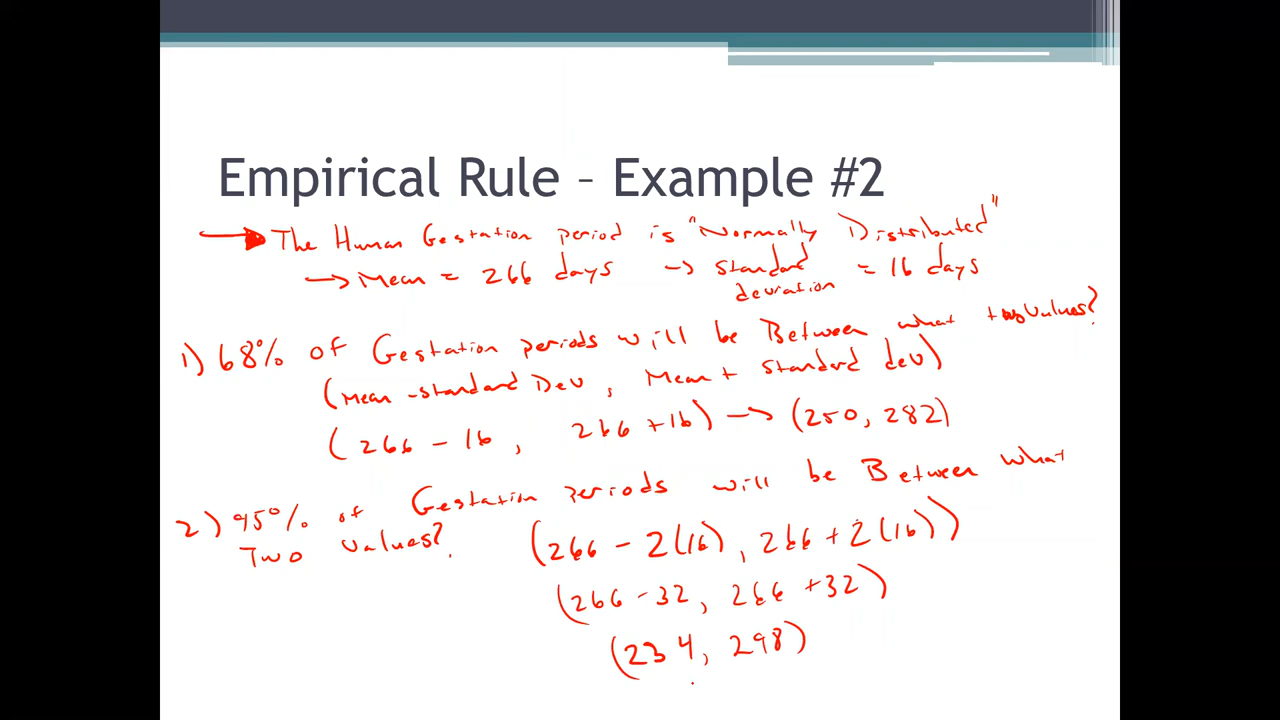 Empirical Rule – Example #2
The Human Gestation period is "Normally Distributed"
→ Mean = 266 days → standard deviation = 16 days
1) 68% of Gestation periods will be Between what two values?
(Mean - standard Dev, Mean + standard dev)
(266 - 16, 266 + 16) → (250, 282)
2) 95% of Gestation periods will be Between what
Two values?
(266 - 2(16), 266 + 2(16))
(266 - 32, 266 + 32)
(234, 298)